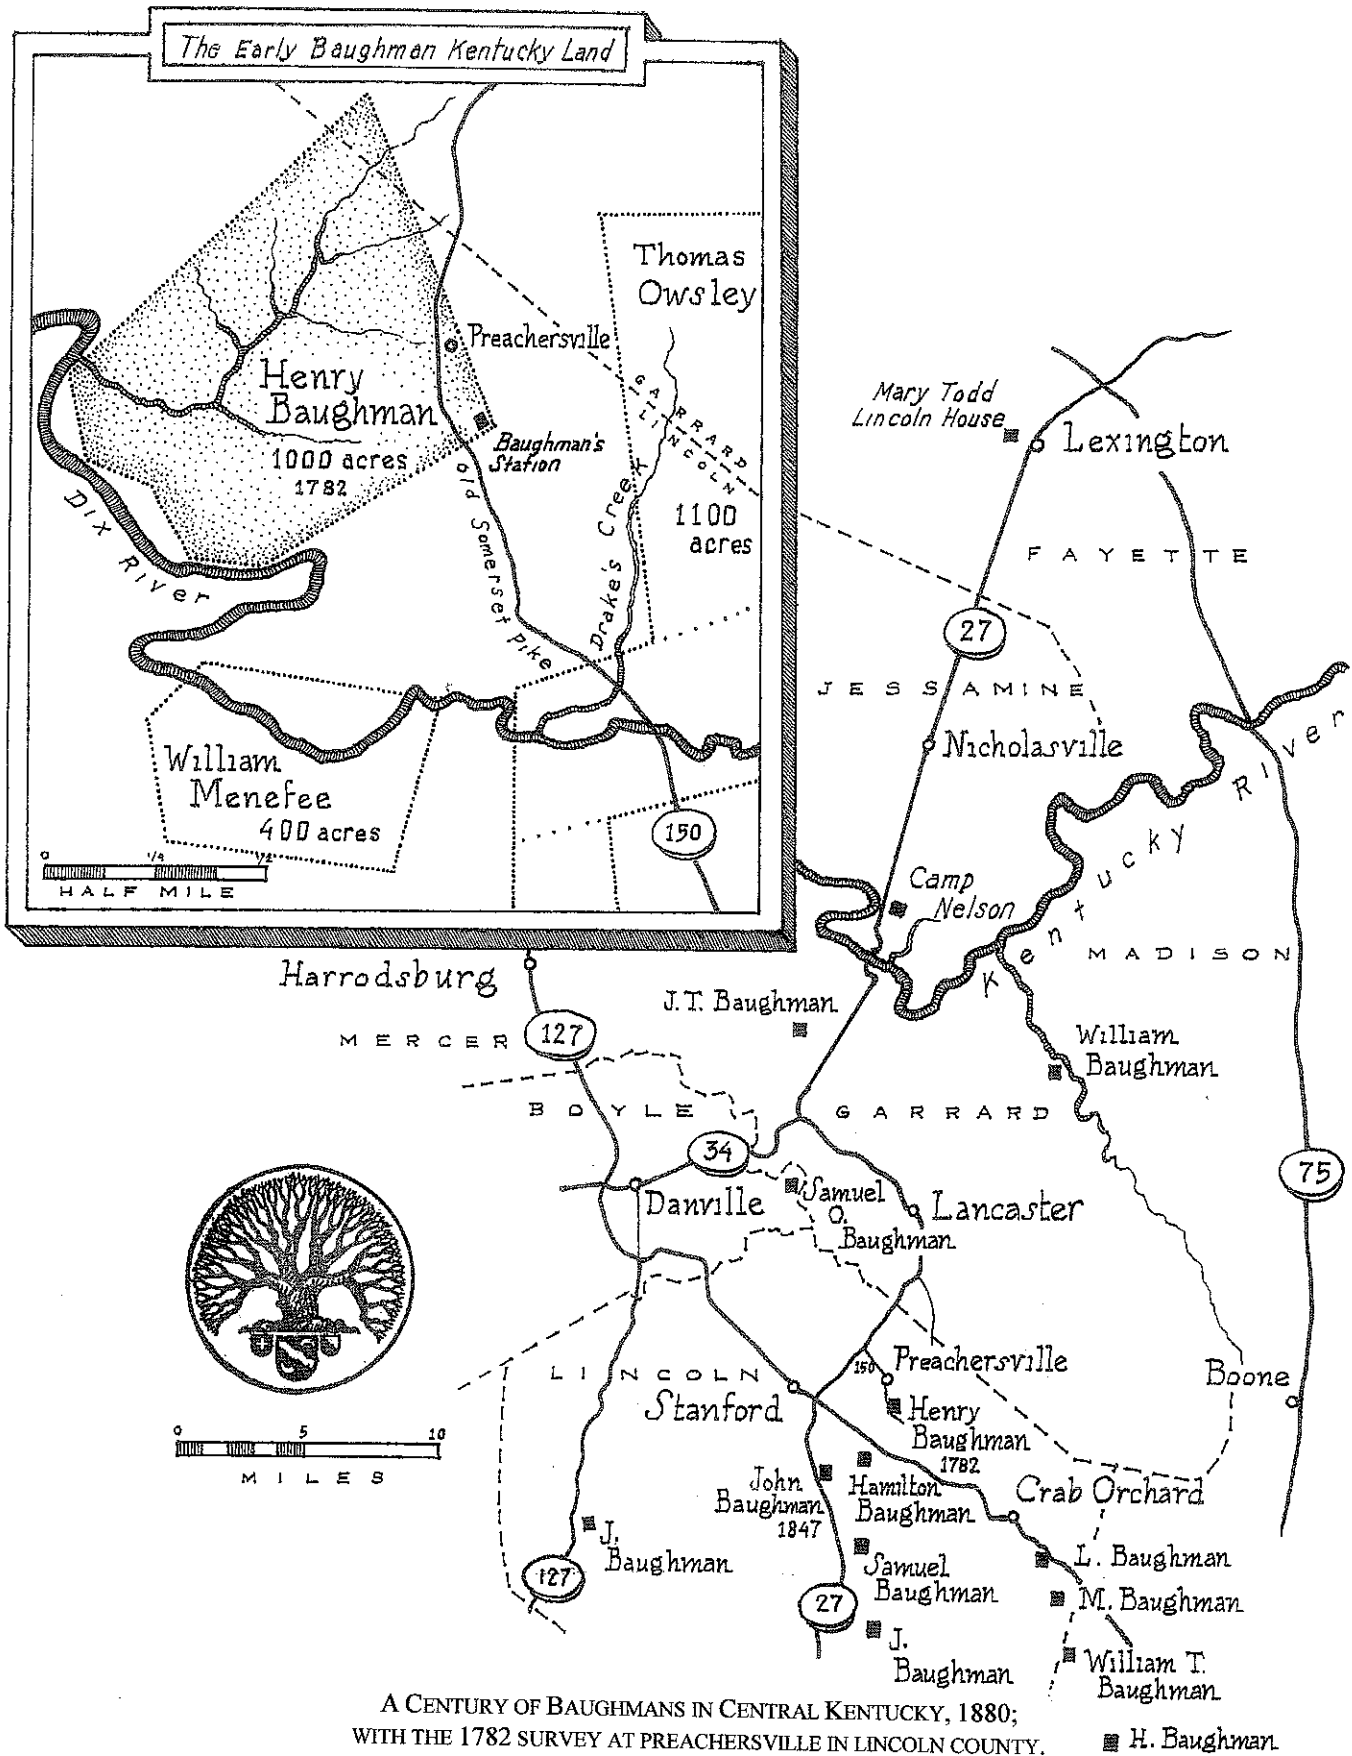 The Early Baughman Kentucky Land
Thomas
Owsley
Preachersville
Henry
Baughman
1000 acres
1782
Baughman's
Station
GARRARD
LINCOLN
1100
acres
Dix River
Old Somerset Pike
Drake's Creek
William
Menefee
400 acres
150
0 1/4 1/2
HALF MILE
Mary Todd
Lincoln House
Lexington
FAYETTE
27
JESSAMINE
Nicholasville
Kentucky River
Camp
Nelson
MADISON
Harrodsburg
J.T. Baughman
MERCER
127
William
Baughman
BOYLE
GARRARD
34
75
Danville
Samuel
O.
Baughman
Lancaster
LINCOLN
150
Preachersville
Boone
Stanford
Henry
Baughman
1782
0 5 10
MILES
John
Baughman
1847
Hamilton
Baughman
Crab Orchard
J.
Baughman
127
Samuel
Baughman
L. Baughman
M. Baughman
27
J.
Baughman
William T.
Baughman
A CENTURY OF BAUGHMANS IN CENTRAL KENTUCKY, 1880;
WITH THE 1782 SURVEY AT PREACHERSVILLE IN LINCOLN COUNTY.
H. Baughman